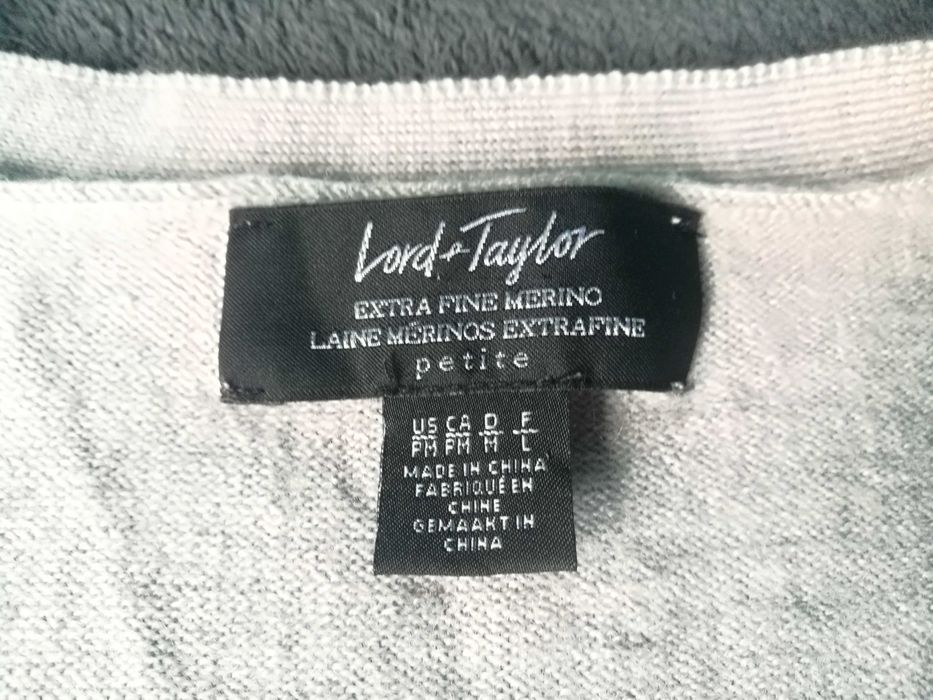 Lord + Taylor
EXTRA FINE MERINO
LAINE MÉRINOS EXTRAFINE
petite
US CA D F
PM PM M L
MADE IN CHINA
FABRIQUÉ EN
CHINE
GEMAAKT IN
CHINA